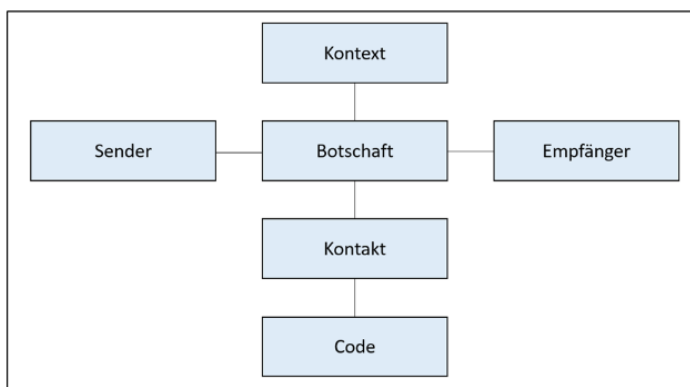 Kontext
Sender
Botschaft
Empfänger
Kontakt
Code